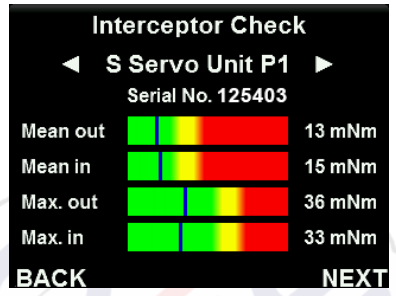 Interceptor Check
◄ S Servo Unit P1 ►
Serial No. 125403
Mean out 13 mNm
Mean in 15 mNm
Max. out 36 mNm
Max. in 33 mNm
BACK NEXT